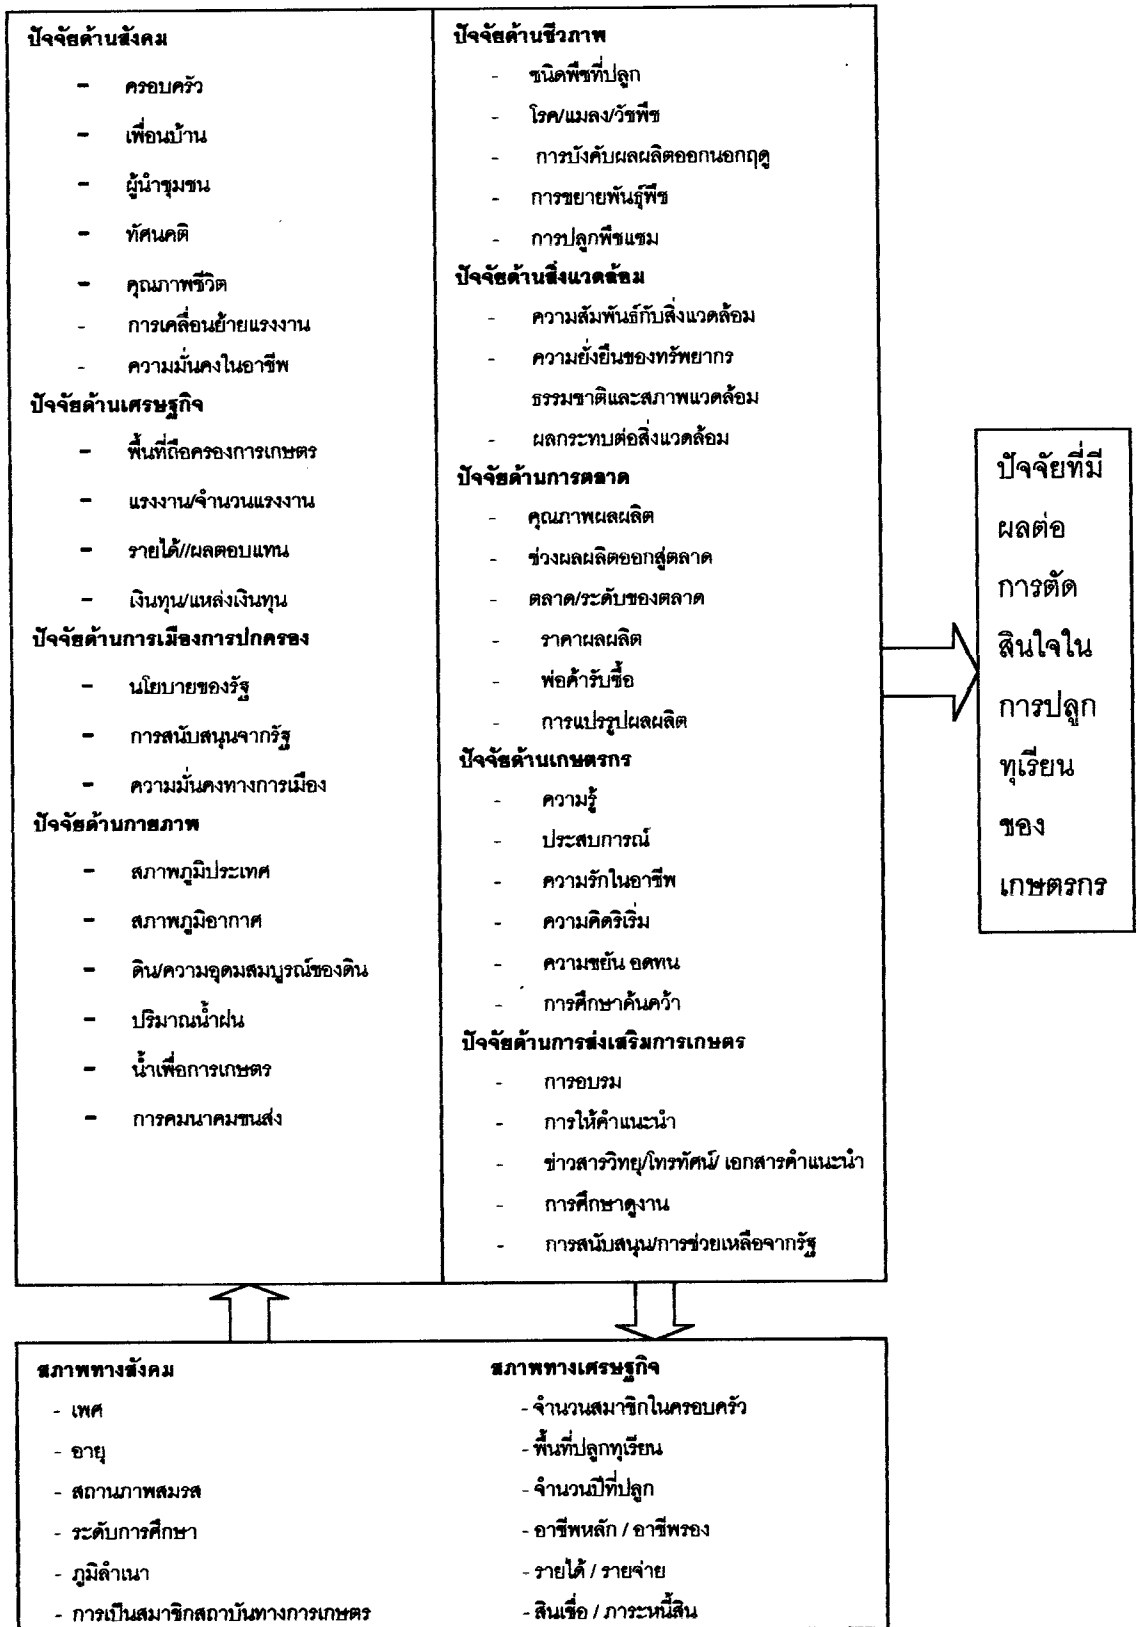 ปัจจัยด้านสังคม
- ครอบครัว
- เพื่อนบ้าน
- ผู้นำชุมชน
- ทัศนคติ
- คุณภาพชีวิต
- การเคลื่อนย้ายแรงงาน
- ความมั่นคงในอาชีพ
ปัจจัยด้านเศรษฐกิจ
- พื้นที่ถือครองการเกษตร
- แรงงาน/จำนวนแรงงาน
- รายได้//ผลตอบแทน
- เงินทุน/แหล่งเงินทุน
ปัจจัยด้านการเมืองการปกครอง
- นโยบายของรัฐ
- การสนับสนุนจากรัฐ
- ความมั่นคงทางการเมือง
ปัจจัยด้านกายภาพ
- สภาพภูมิประเทศ
- สภาพภูมิอากาศ
- ดิน/ความอุดมสมบูรณ์ของดิน
- ปริมาณน้ำฝน
- น้ำเพื่อการเกษตร
- การคมนาคมขนส่ง
ปัจจัยด้านชีวภาพ
- ชนิดพืชที่ปลูก
- โรค/แมลง/วัชพืช
- การบังคับผลผลิตออกนอกฤดู
- การขยายพันธุ์พืช
- การปลูกพืชแซม
ปัจจัยด้านสิ่งแวดล้อม
- ความสัมพันธ์กับสิ่งแวดล้อม
- ความยั่งยืนของทรัพยากร
ธรรมชาติและสภาพแวดล้อม
- ผลกระทบต่อสิ่งแวดล้อม
ปัจจัยด้านการตลาด
- คุณภาพผลผลิต
- ช่วงผลผลิตออกสู่ตลาด
- ตลาด/ระดับของตลาด
- ราคาผลผลิต
- พ่อค้ารับซื้อ
- การแปรรูปผลผลิต
ปัจจัยด้านเกษตรกร
- ความรู้
- ประสบการณ์
- ความรักในอาชีพ
- ความคิดริเริ่ม
- ความขยัน อดทน
- การศึกษาค้นคว้า
ปัจจัยด้านการส่งเสริมการเกษตร
- การอบรม
- การให้คำแนะนำ
- ข่าวสารวิทยุ/โทรทัศน์/ เอกสารคำแนะนำ
- การศึกษาดูงาน
- การสนับสนุน/การช่วยเหลือจากรัฐ
ปัจจัยที่มี
ผลต่อ
การตัด
สินใจใน
การปลูก
ทุเรียน
ของ
เกษตรกร
สภาพทางสังคม
- เพศ
- อายุ
- สถานภาพสมรส
- ระดับการศึกษา
- ภูมิลำเนา
- การเป็นสมาชิกสถาบันทางการเกษตร
สภาพทางเศรษฐกิจ
- จำนวนสมาชิกในครอบครัว
- พื้นที่ปลูกทุเรียน
- จำนวนปีที่ปลูก
- อาชีพหลัก / อาชีพรอง
- รายได้ / รายจ่าย
- สินเชื่อ / ภาระหนี้สิน